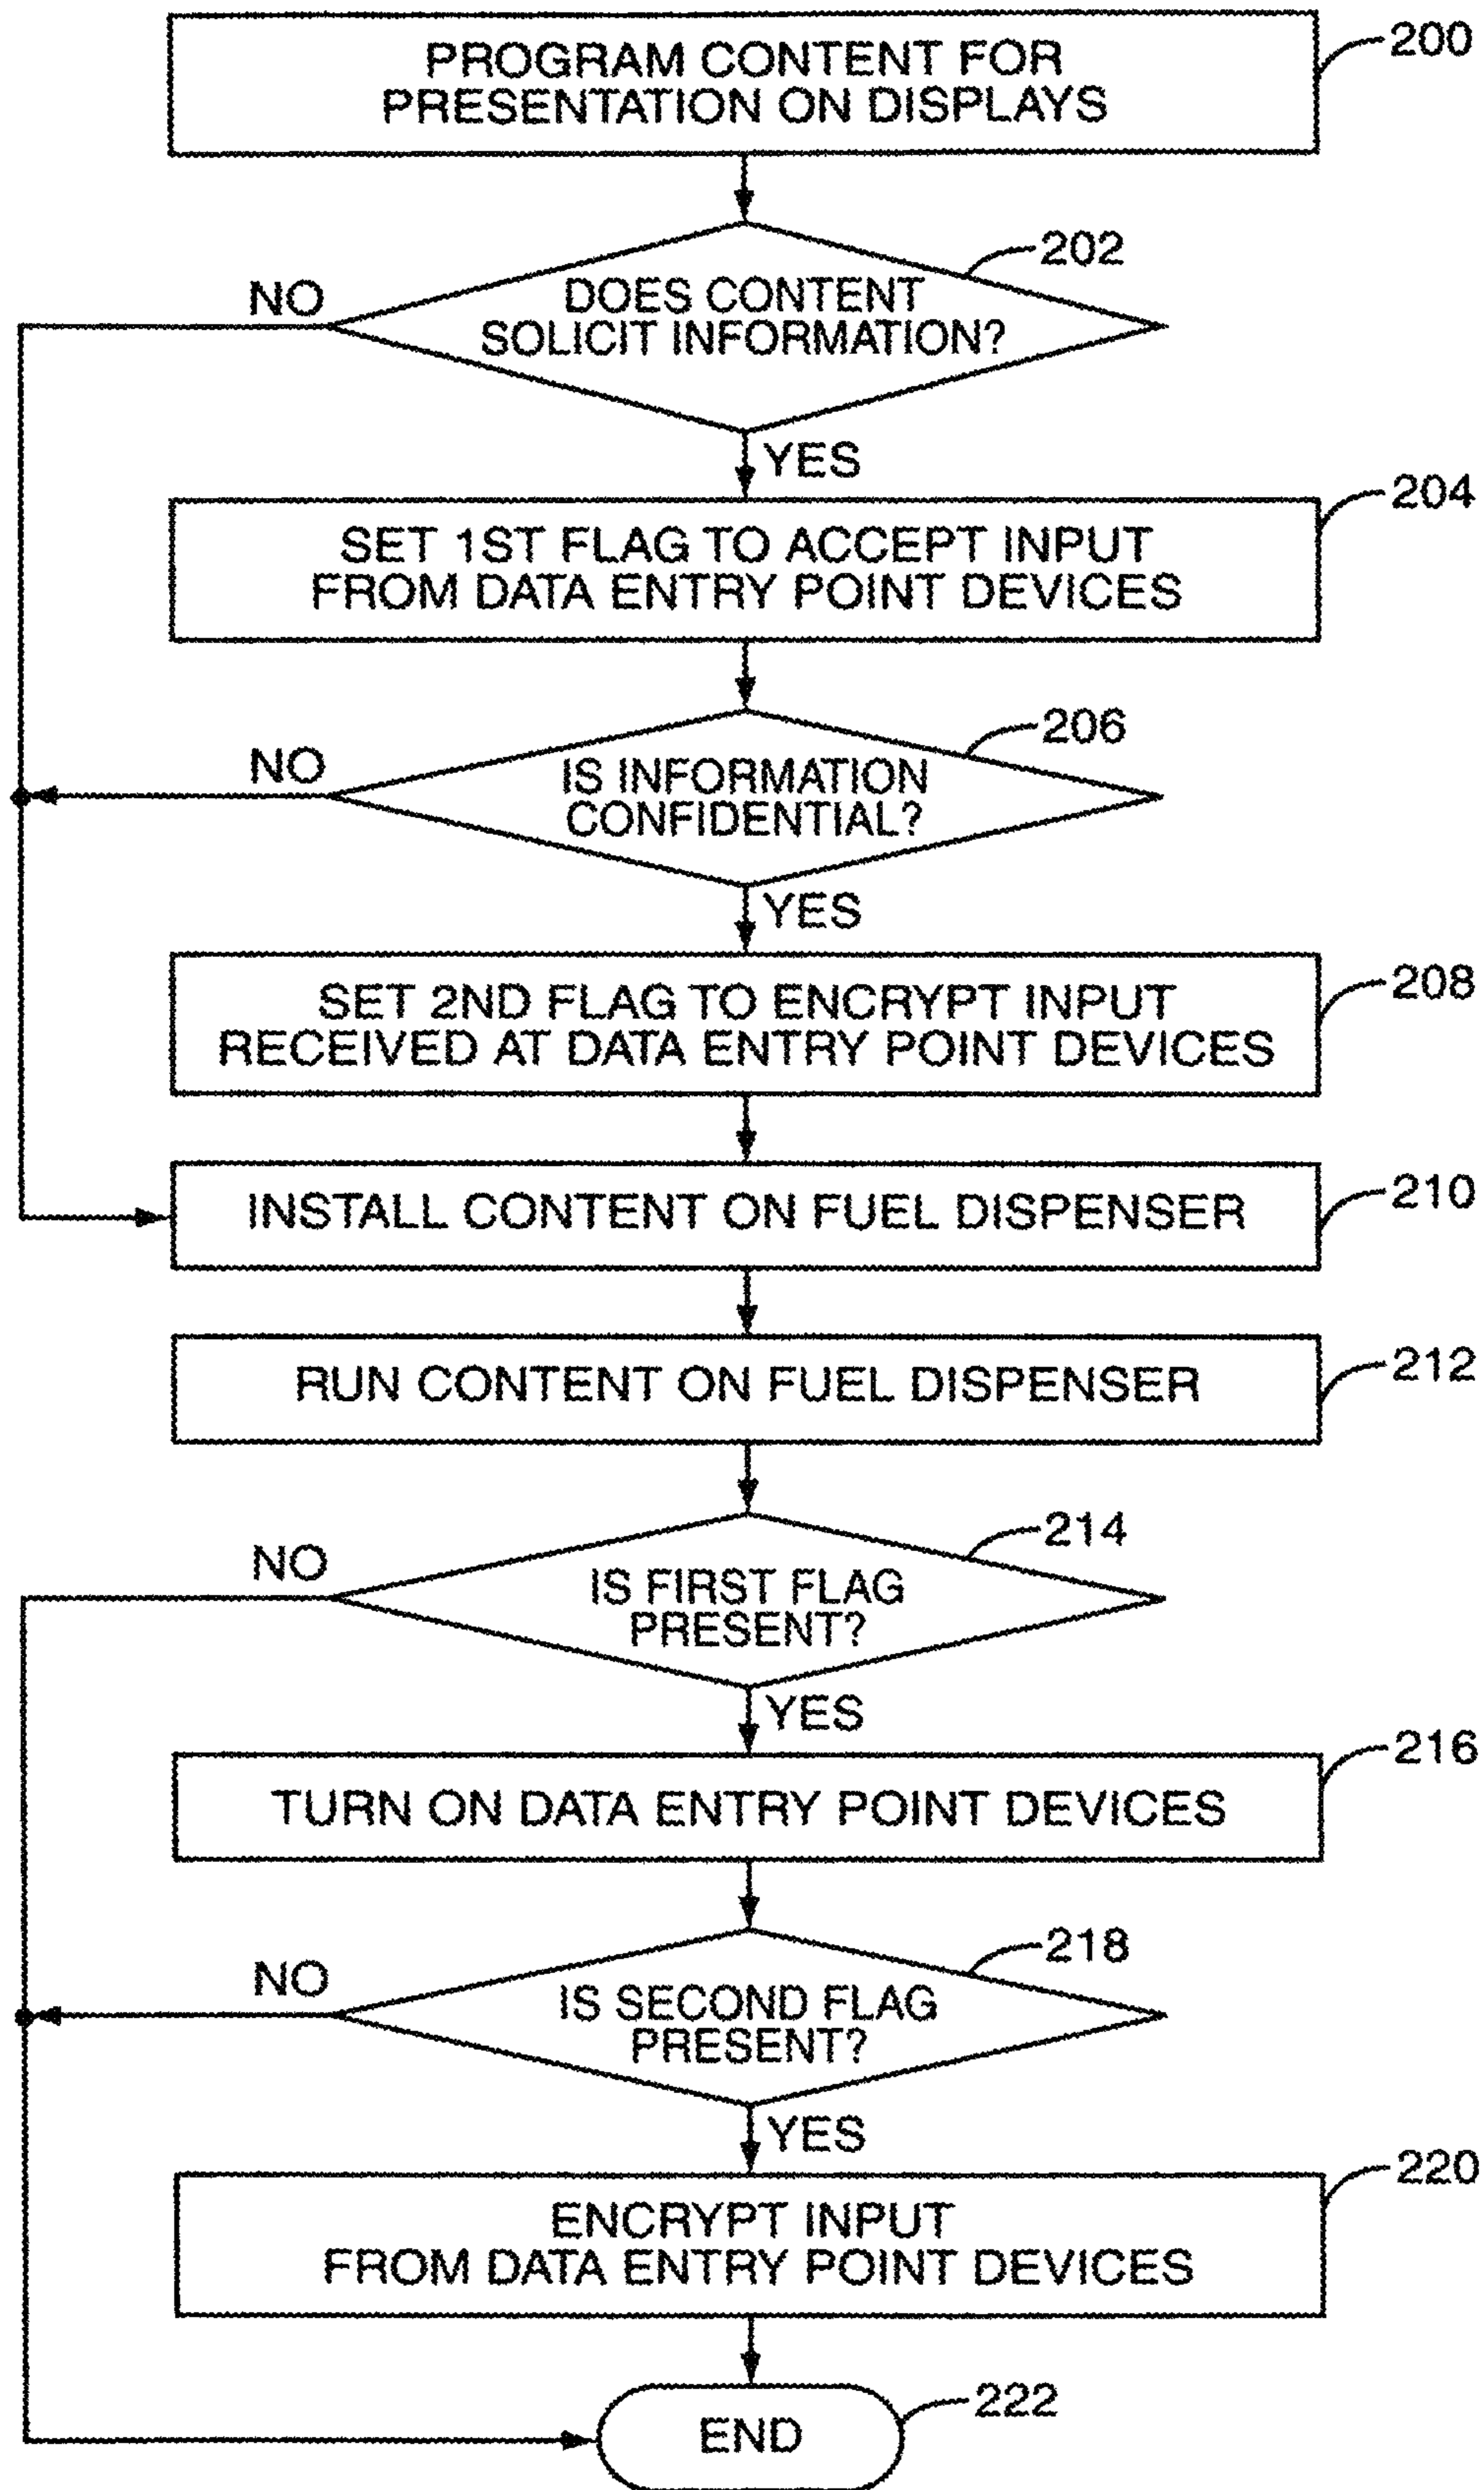 PROGRAM CONTENT FOR
PRESENTATION ON DISPLAYS
200
202
NO
DOES CONTENT
SOLICIT INFORMATION?
YES
204
SET 1ST FLAG TO ACCEPT INPUT
FROM DATA ENTRY POINT DEVICES
206
NO
IS INFORMATION
CONFIDENTIAL?
YES
208
SET 2ND FLAG TO ENCRYPT INPUT
RECEIVED AT DATA ENTRY POINT DEVICES
210
INSTALL CONTENT ON FUEL DISPENSER
212
RUN CONTENT ON FUEL DISPENSER
214
NO
IS FIRST FLAG
PRESENT?
YES
216
TURN ON DATA ENTRY POINT DEVICES
218
NO
IS SECOND FLAG
PRESENT?
YES
220
ENCRYPT INPUT
FROM DATA ENTRY POINT DEVICES
222
END